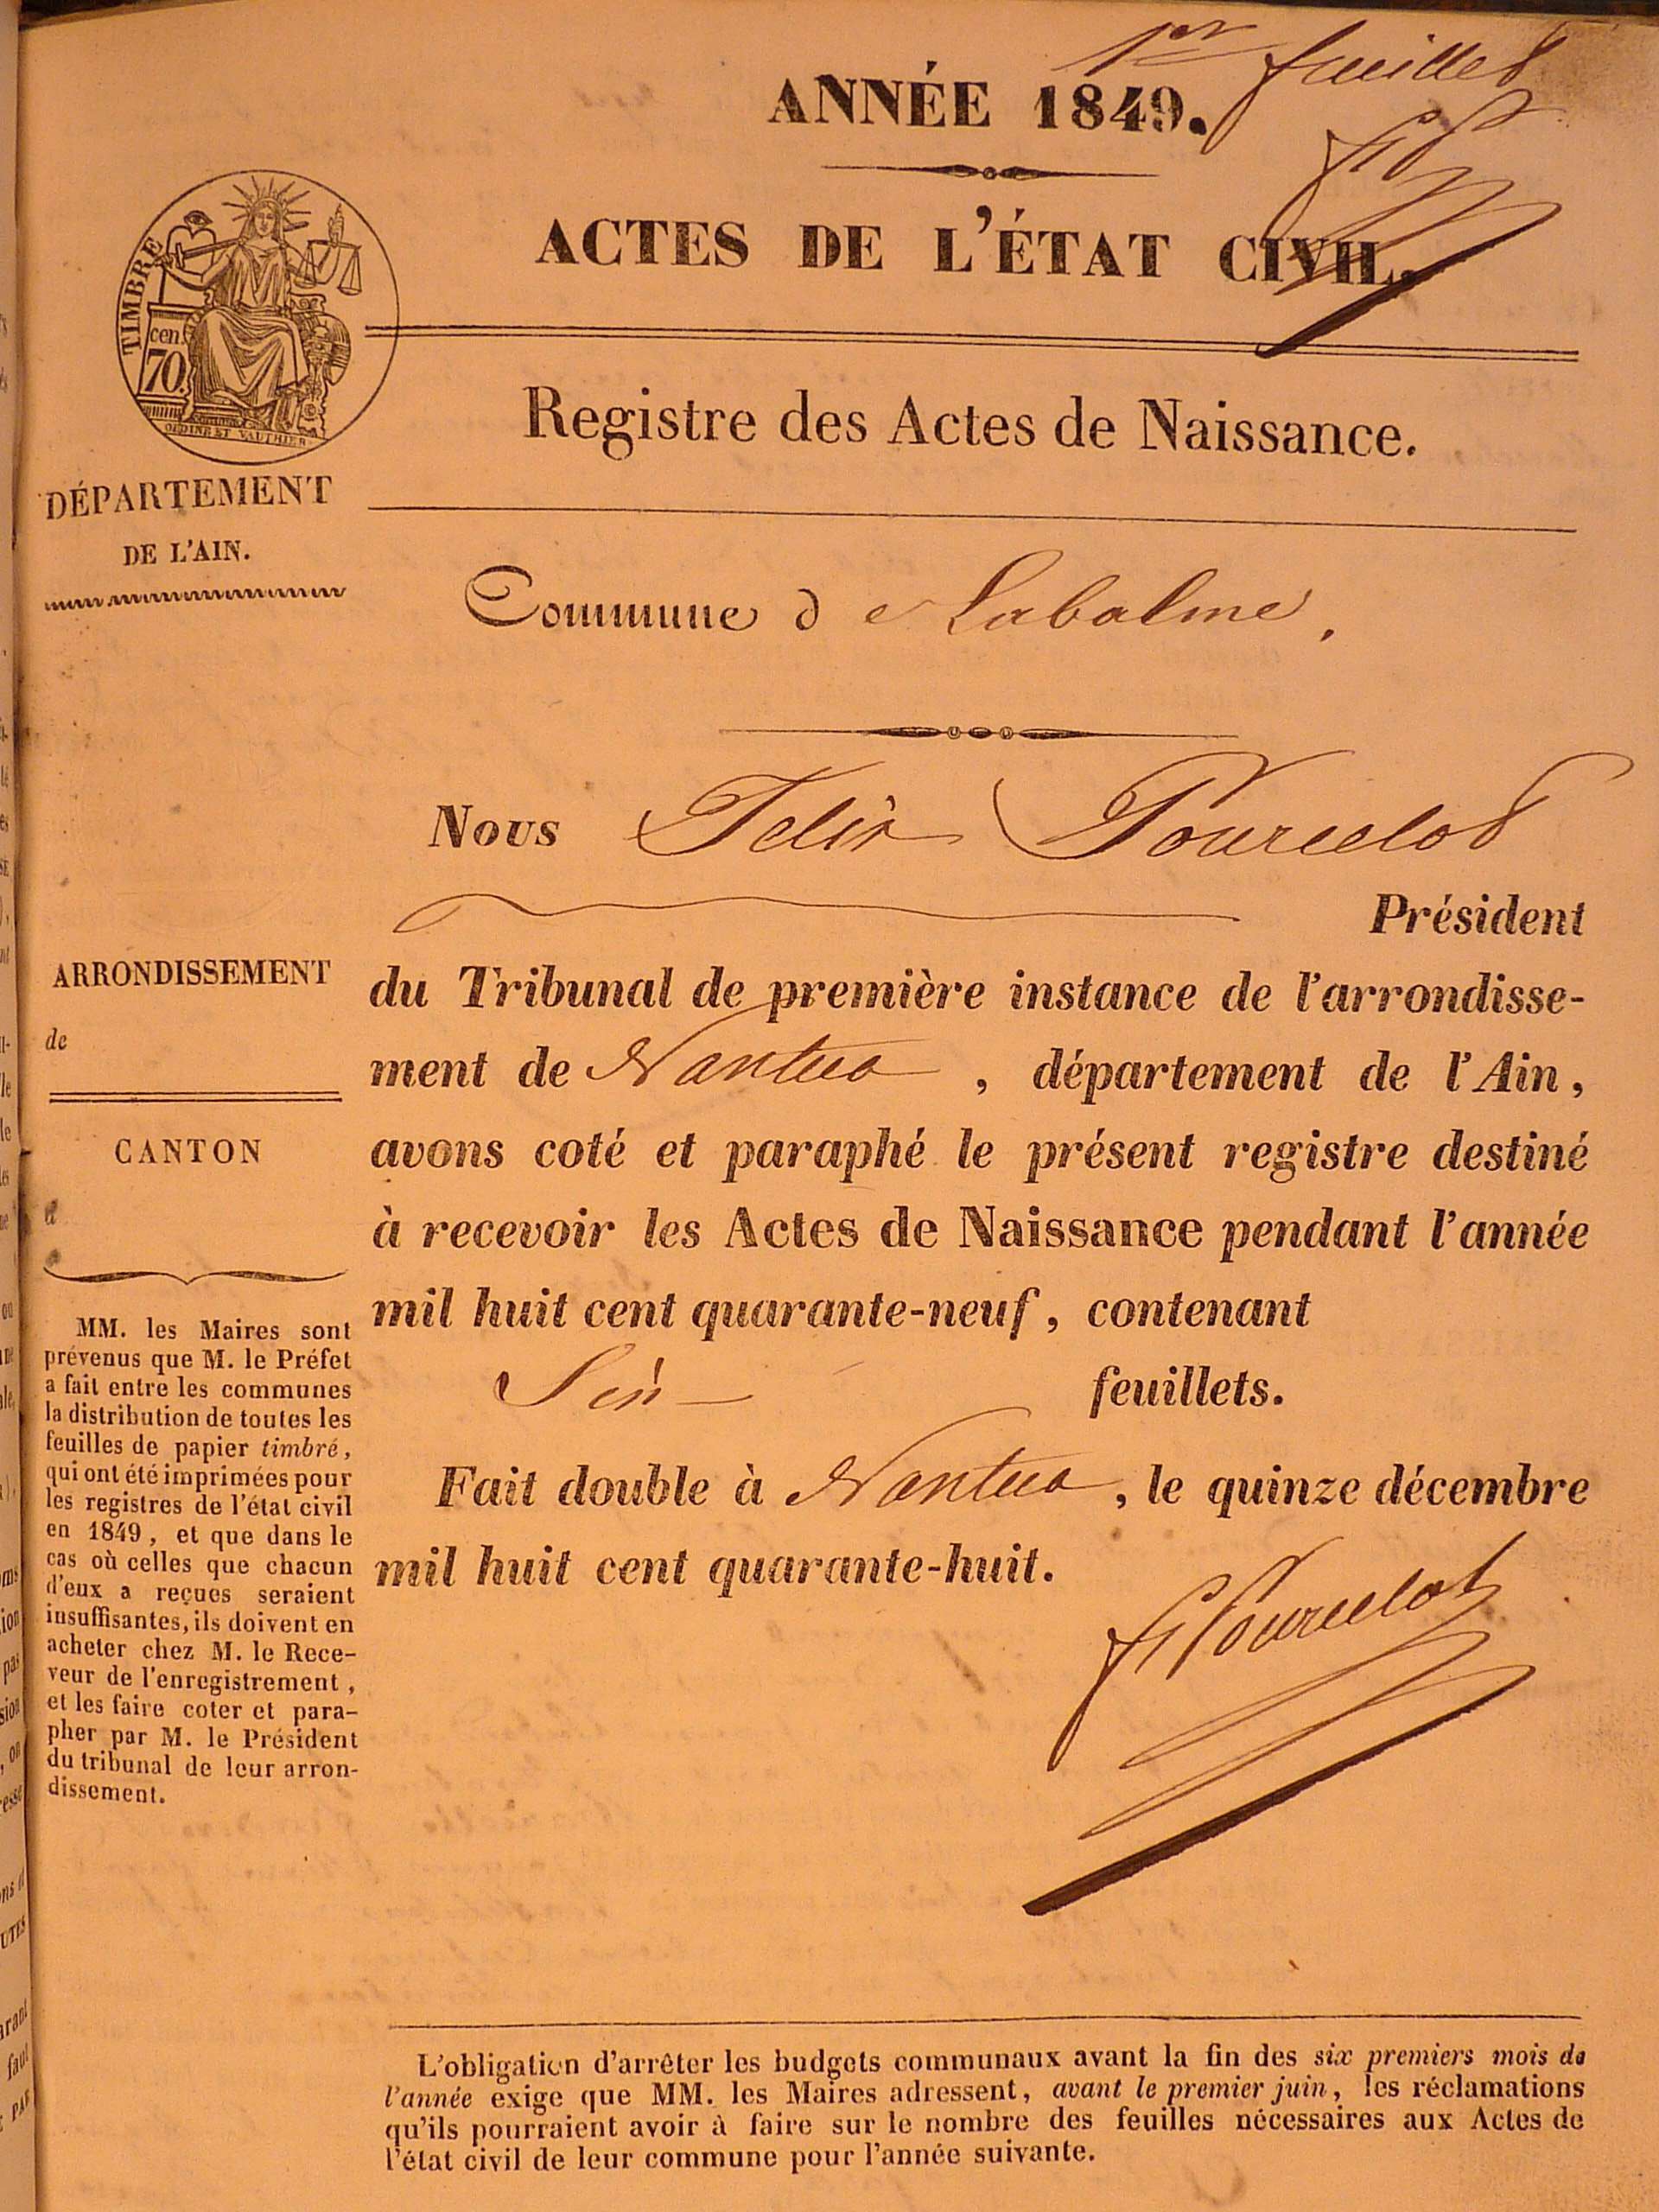 1er feuillet
ANNÉE 1849.
ACTES DE L'ÉTAT CIVIL.
TIMBRE
cen.
70.
OUDINE ET VAUTHIER
Registre des Actes de Naissance.
DÉPARTEMENT
DE L'AIN.
Commune de Labalme.
Nous Felix Pourcelot
Président
du Tribunal de première instance de l'arrondisse-
ment de Nantua, département de l'Ain,
avons coté et paraphé le présent registre destiné
à recevoir les Actes de Naissance pendant l'année
mil huit cent quarante-neuf, contenant
Six feuillets.
Fait double à Nantua, le quinze décembre
mil huit cent quarante-huit.
F Pourcelot
ARRONDISSEMENT
de
CANTON
d
MM. les Maires sont
prévenus que M. le Préfet
a fait entre les communes
la distribution de toutes les
feuilles de papier timbré,
qui ont été imprimées pour
les registres de l'état civil
en 1849, et que dans le
cas où celles que chacun
d'eux a reçues seraient
insuffisantes, ils doivent en
acheter chez M. le Rece-
veur de l'enregistrement,
et les faire coter et para-
pher par M. le Président
du tribunal de leur arron-
dissement.
L'obligation d'arrêter les budgets communaux avant la fin des six premiers mois de
l'année exige que MM. les Maires adressent, avant le premier juin, les réclamations
qu'ils pourraient avoir à faire sur le nombre des feuilles nécessaires aux Actes de
l'état civil de leur commune pour l'année suivante.